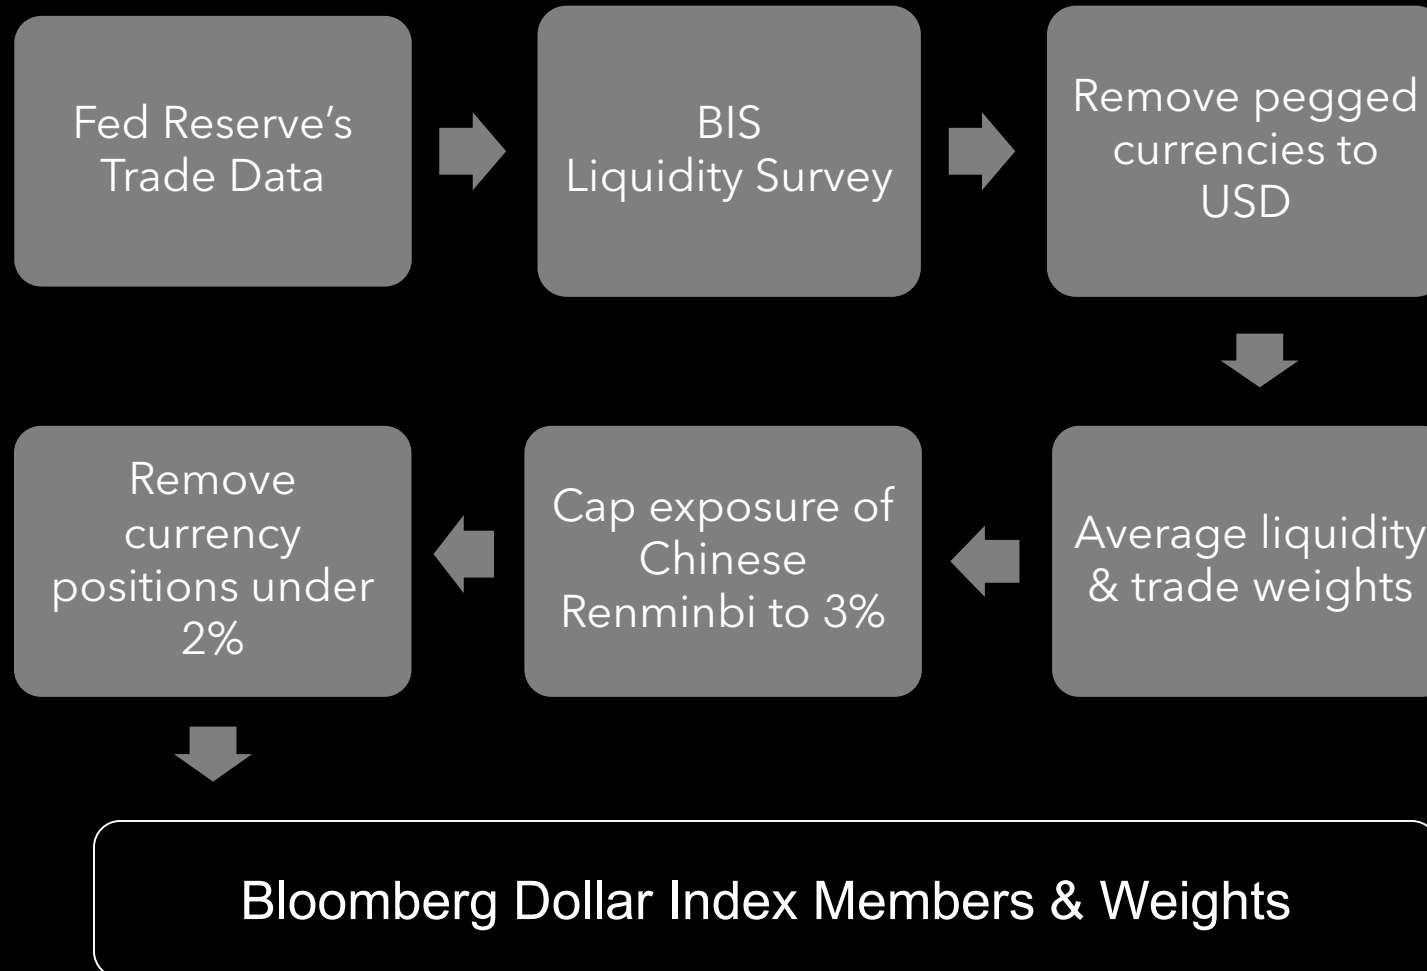 Fed Reserve’s
Trade Data
BIS
Liquidity Survey
Remove pegged
currencies to
USD
Average liquidity
& trade weights
Cap exposure of
Chinese
Renminbi to 3%
Remove
currency
positions under
2%
Bloomberg Dollar Index Members & Weights